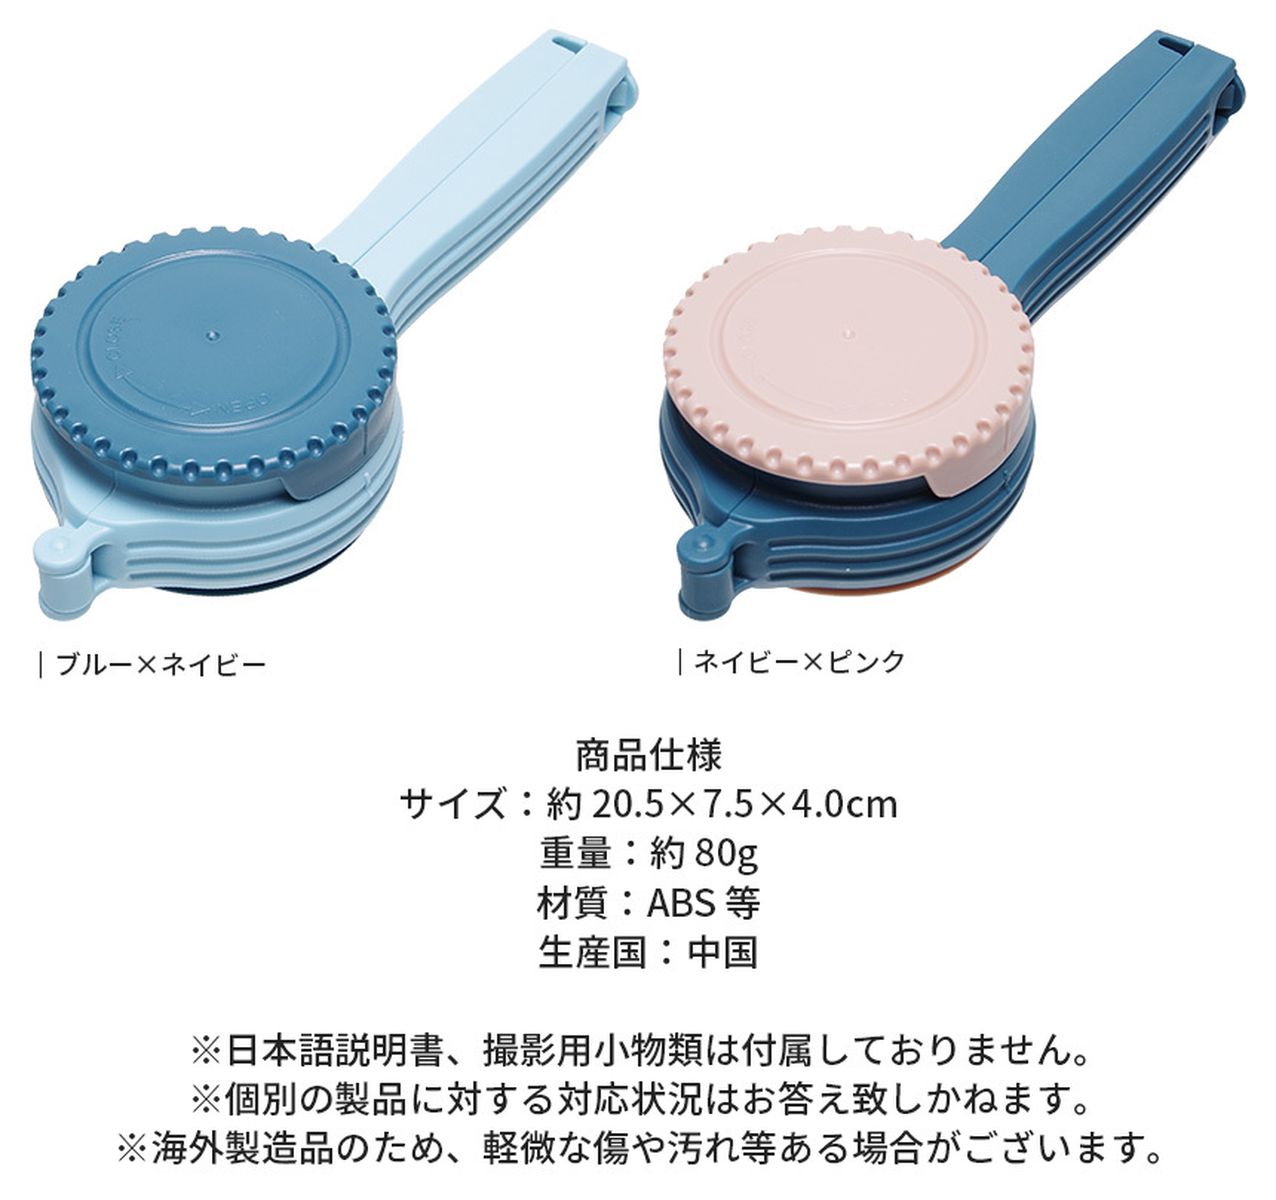 ｜ブルー×ネイビー
｜ネイビー×ピンク
商品仕様
サイズ：約 20.5×7.5×4.0cm
重量：約 80g
材質：ABS 等
生産国：中国
※日本語説明書、撮影用小物類は付属しておりません。
※個別の製品に対する対応状況はお答え致しかねます。
※海外製造品のため、軽微な傷や汚れ等ある場合がございます。
CLOSE
OPEN